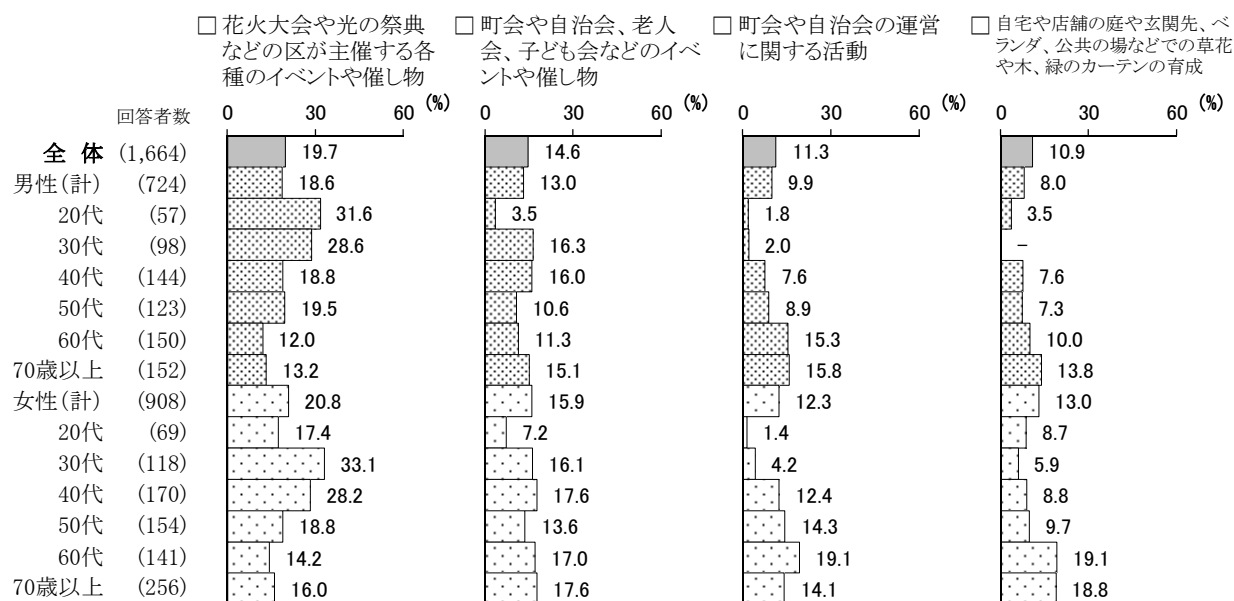 □ 花火大会や光の祭典などの区が主催する各種のイベントや催し物
□ 町会や自治会、老人会、子ども会などのイベントや催し物
□ 町会や自治会の運営に関する活動
□ 自宅や店舗の庭や玄関先、ベランダ、公共の場などでの草花や木、緑のカーテンの育成
回答者数 0 30 60 (%) 0 30 60 (%) 0 30 60 (%) 0 30 60 (%)
全 体 (1,664) 19.7 14.6 11.3 10.9
男性(計) (724) 18.6 13.0 9.9 8.0
20代 (57) 31.6 3.5 1.8 3.5
30代 (98) 28.6 16.3 2.0 -
40代 (144) 18.8 16.0 7.6 7.6
50代 (123) 19.5 10.6 8.9 7.3
60代 (150) 12.0 11.3 15.3 10.0
70歳以上 (152) 13.2 15.1 15.8 13.8
女性(計) (908) 20.8 15.9 12.3 13.0
20代 (69) 17.4 7.2 1.4 8.7
30代 (118) 33.1 16.1 4.2 5.9
40代 (170) 28.2 17.6 12.4 8.8
50代 (154) 18.8 13.6 14.3 9.7
60代 (141) 14.2 17.0 19.1 19.1
70歳以上 (256) 16.0 17.6 14.1 18.8